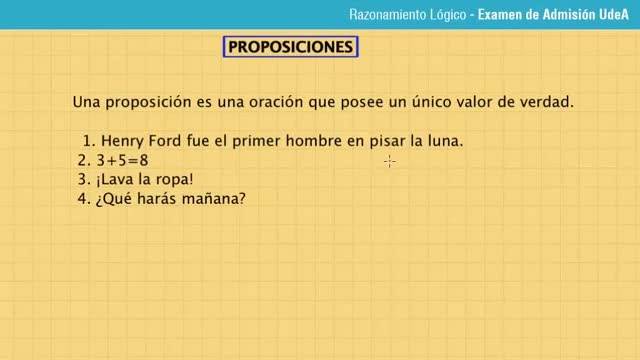 Razonamiento Lógico - Examen de Admisión UdeA
PROPOSICIONES
Una proposición es una oración que posee un único valor de verdad.
1. Henry Ford fue el primer hombre en pisar la luna.
2. 3+5=8
3. ¡Lava la ropa!
4. ¿Qué harás mañana?